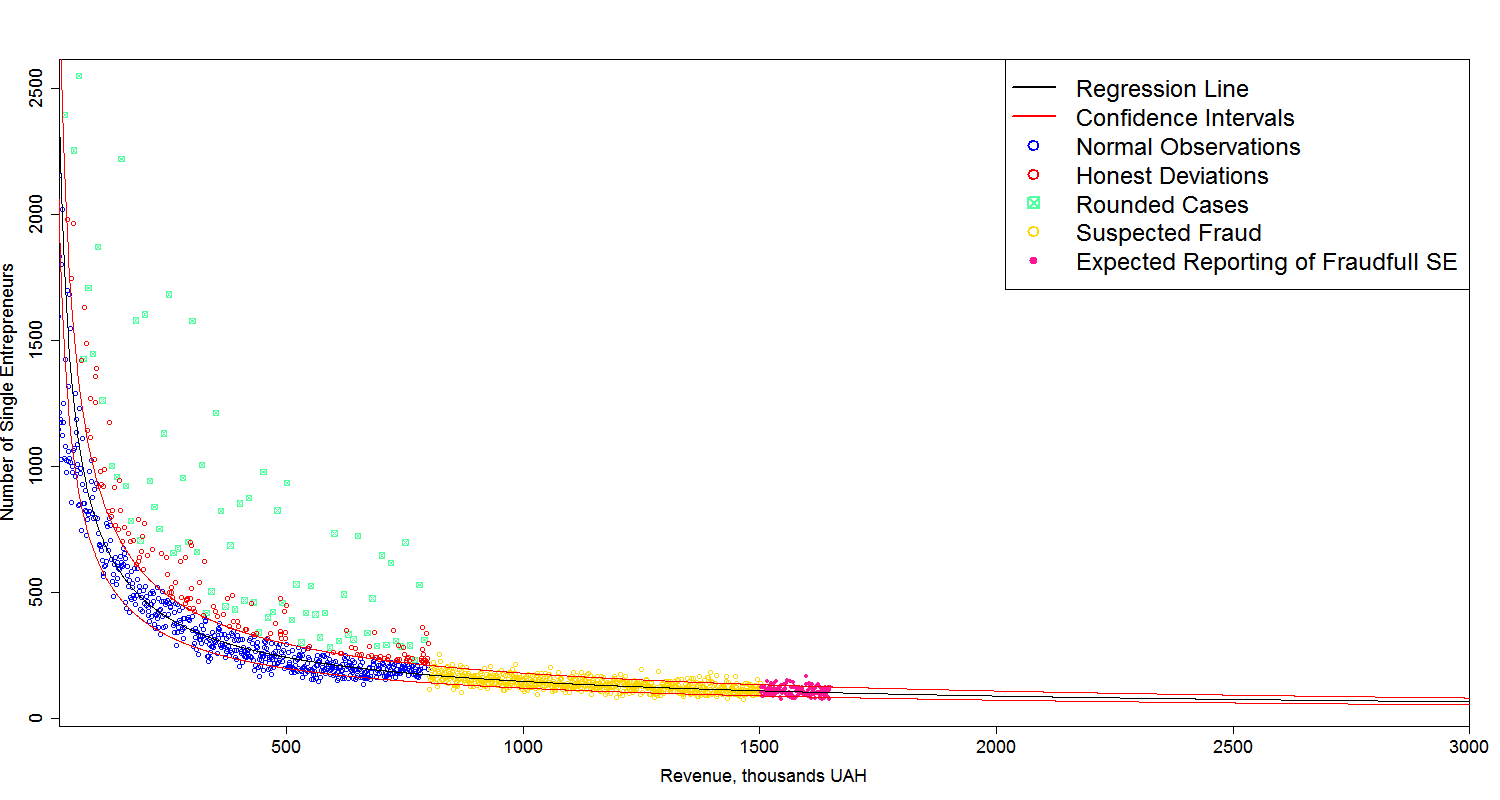 Regression Line
Confidence Intervals
Normal Observations
Honest Deviations
Rounded Cases
Suspected Fraud
Expected Reporting of Fraudfull SE
Number of Single Entrepreneurs
2500
2000
1500
1000
500
0
500 1000 1500 2000 2500 3000
Revenue, thousands UAH